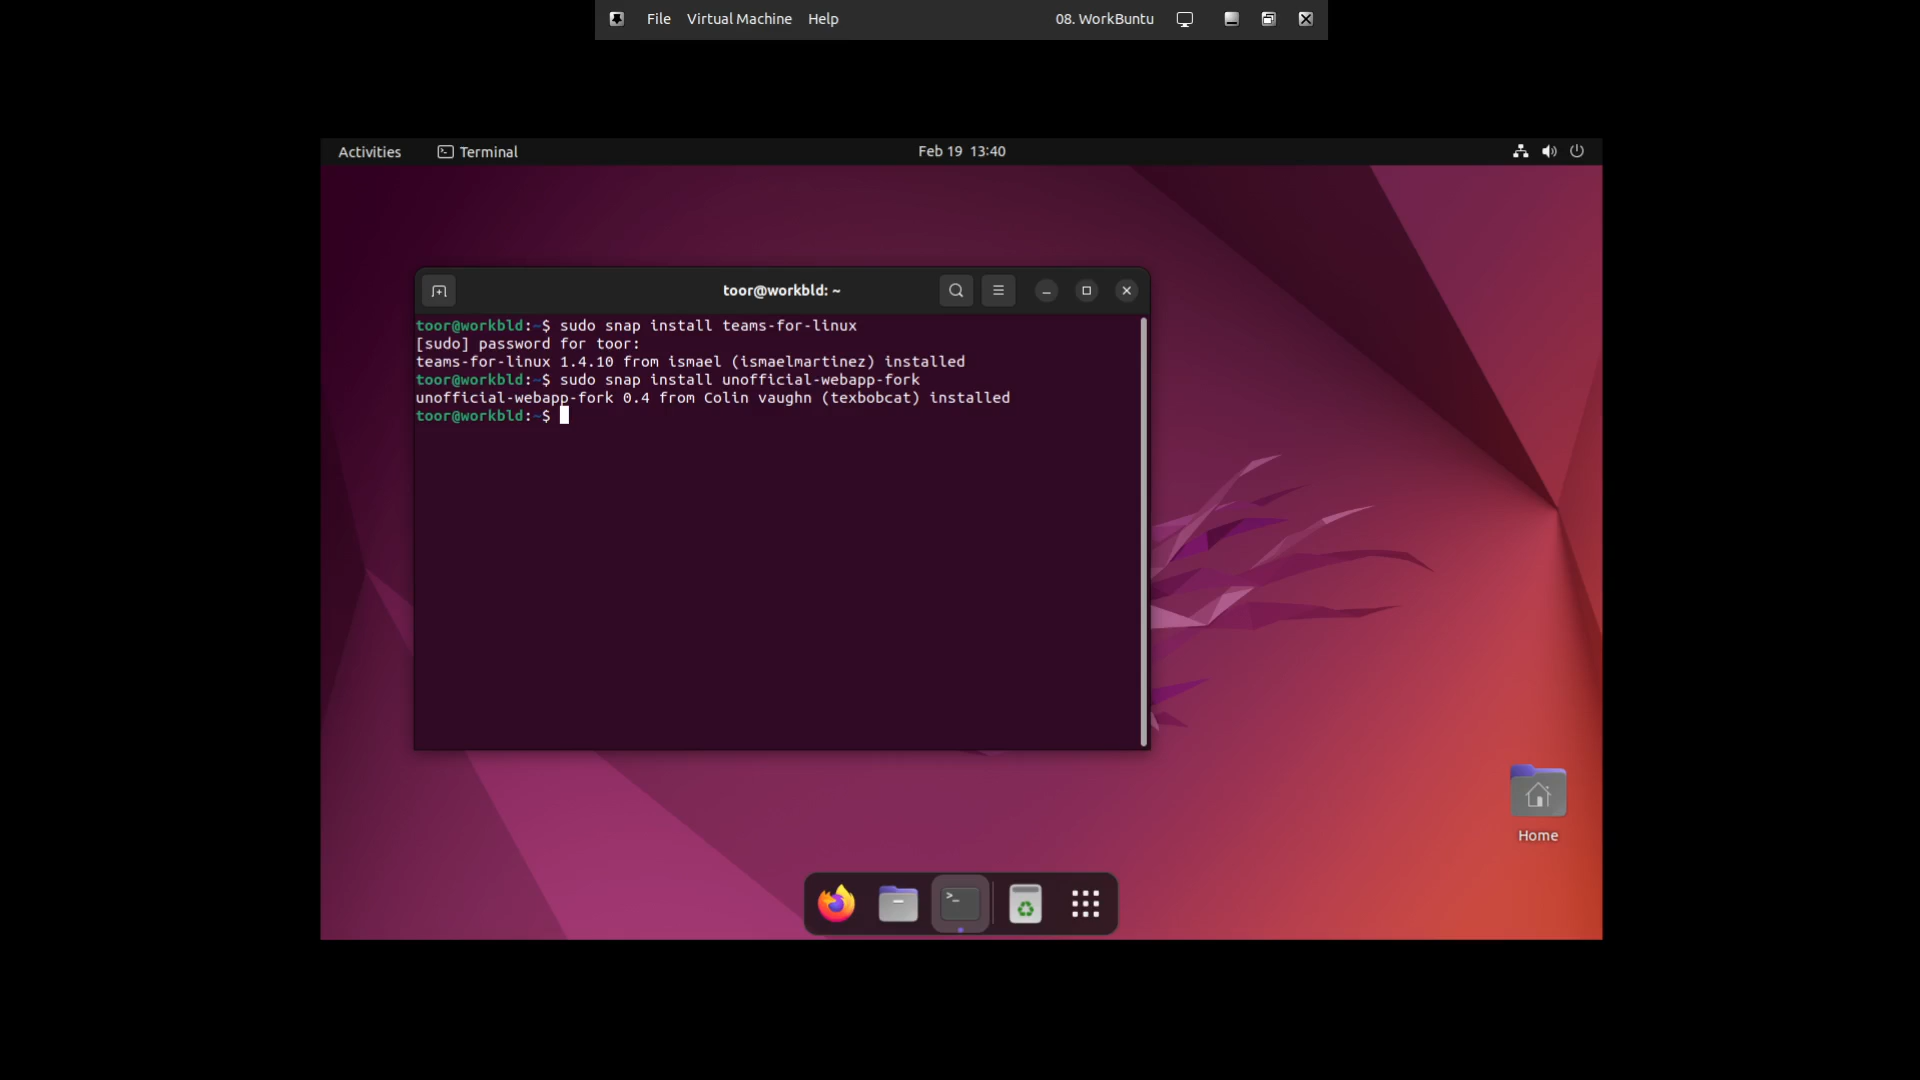 File Virtual Machine Help 08. WorkBuntu
Activities Terminal Feb 19 13:40
toor@workbld: ~
toor@workbld:~$ sudo snap install teams-for-linux
[sudo] password for toor:
teams-for-linux 1.4.10 from ismael (ismaelmartinez) installed
toor@workbld:~$ sudo snap install unofficial-webapp-fork
unofficial-webapp-fork 0.4 from Colin vaughn (texbobcat) installed
toor@workbld:~$
Home